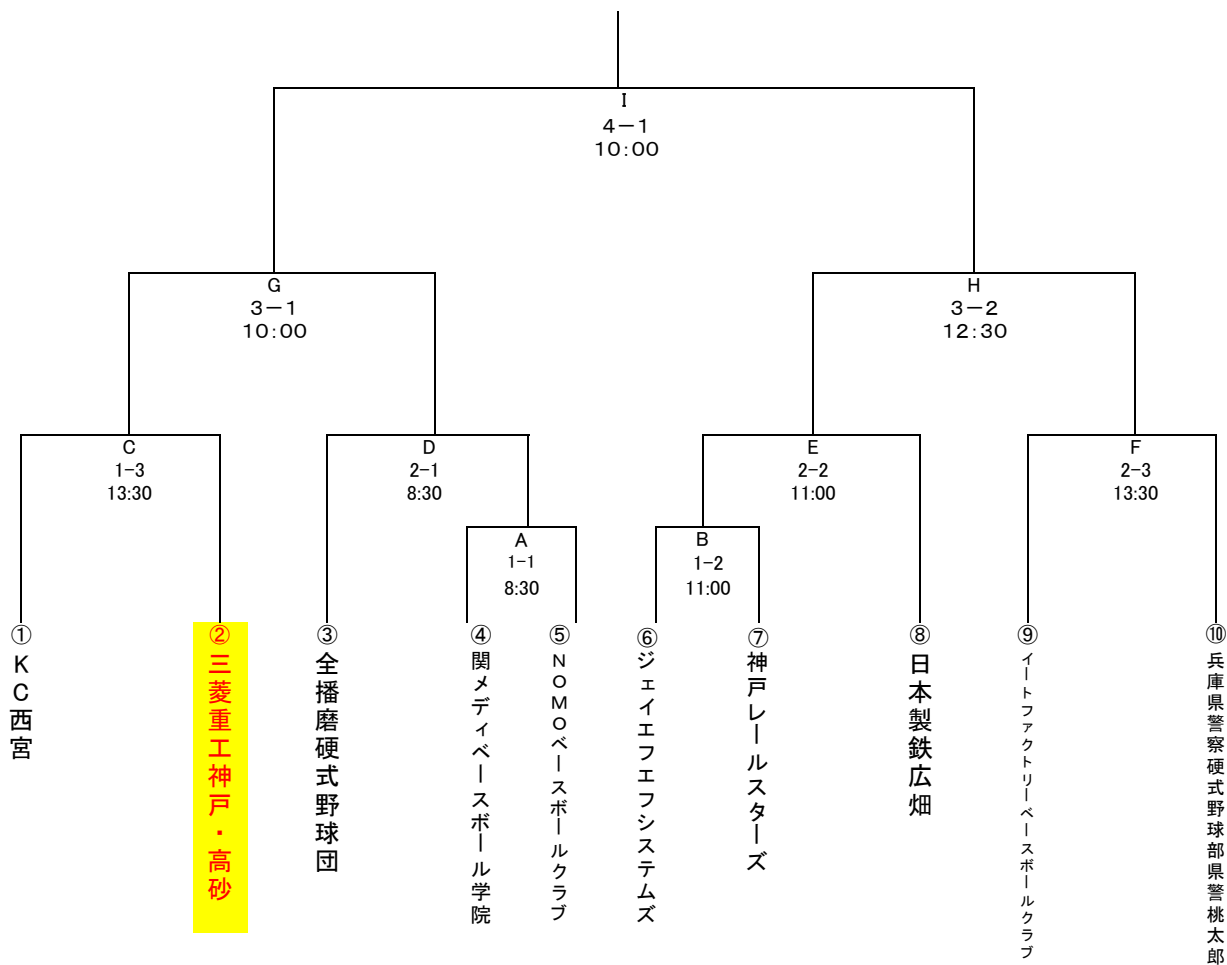 I
4-1
10:00
G
3-1
10:00
H
3-2
12:30
C
1-3
13:30
D
2-1
8:30
E
2-2
11:00
F
2-3
13:30
A
1-1
8:30
B
1-2
11:00
①KC西宮
②三菱重工神戸・高砂
③全播磨硬式野球団
④関メディベースボール学院
⑤NOMOベースボールクラブ
⑥ジェイエフエフシステムズ
⑦神戸レールスターズ
⑧日本製鉄広畑
⑨イートファクトリーベースボールクラブ
⑩兵庫県警察硬式野球部県警桃太郎